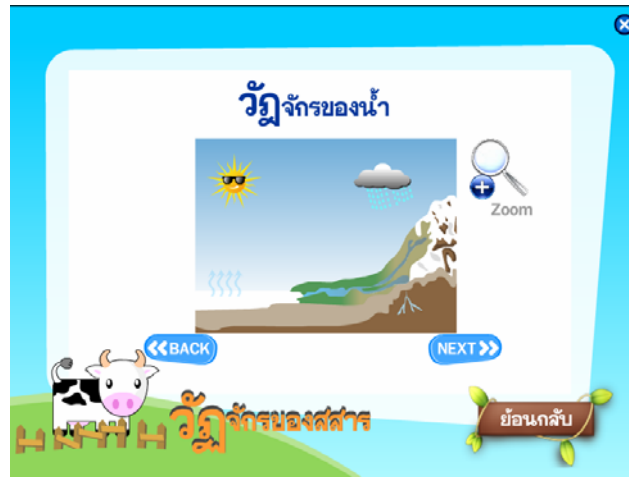 วัฏจักรของน้ำ
Zoom
BACK
NEXT
วัฏจักรของสสาร
ย้อนกลับ